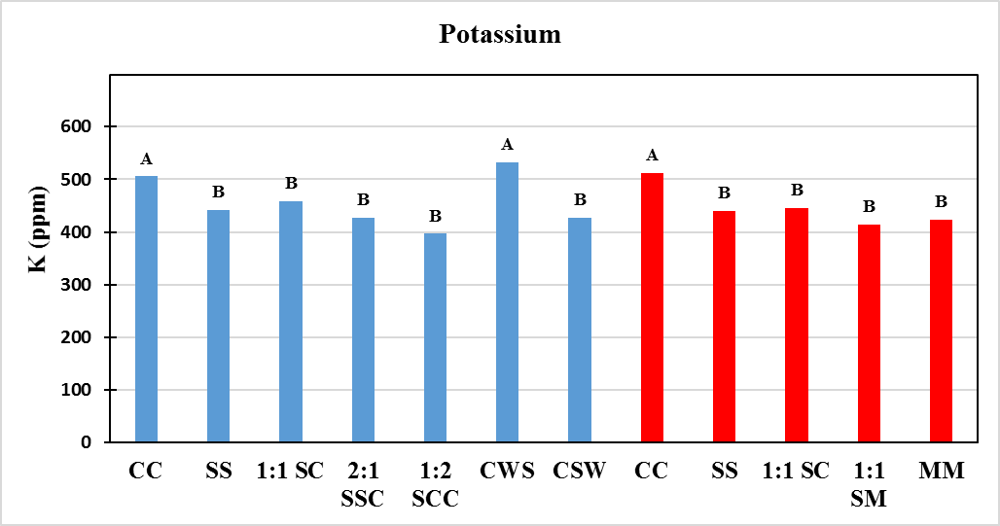 Potassium
K (ppm)
600
500
400
300
200
100
0
A
B
B
B
B
A
B
A
B
B
B
B
CC SS 1:1 SC 2:1 SSC 1:2 SCC CWS CSW CC SS 1:1 SC 1:1 SM MM